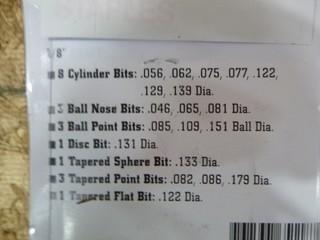 1/8"
8 Cylinder Bits: .056, .062, .075, .077, .122,
.129, .139 Dia.
3 Ball Nose Bits: .046, .065, .081 Dia.
3 Ball Point Bits: .085, .109, .151 Ball Dia.
1 Disc Bit: .131 Dia.
1 Tapered Sphere Bit: .133 Dia.
3 Tapered Point Bits: .082, .086, .179 Dia.
1 Tapered Flat Bit: .122 Dia.